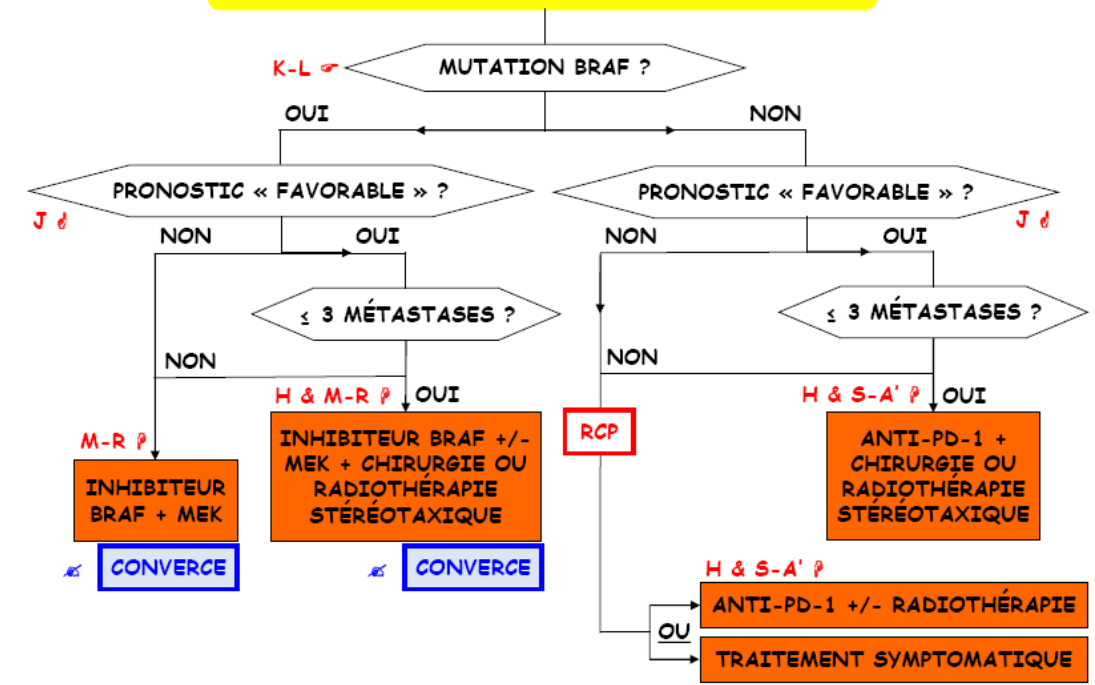 K-L ☞
MUTATION BRAF ?
OUI
NON
PRONOSTIC « FAVORABLE » ?
PRONOSTIC « FAVORABLE » ?
J
J
NON
OUI
NON
OUI
≤ 3 MÉTASTASES ?
≤ 3 MÉTASTASES ?
NON
NON
H & M-R
OUI
H & S-A'
OUI
M-R
INHIBITEUR BRAF +/-
MEK + CHIRURGIE OU
RADIOTHÉRAPIE
STÉRÉOTAXIQUE
RCP
ANTI-PD-1 +
CHIRURGIE OU
RADIOTHÉRAPIE
STÉRÉOTAXIQUE
INHIBITEUR
BRAF + MEK
CONVERCE
CONVERCE
H & S-A'
ANTI-PD-1 +/- RADIOTHÉRAPIE
OU
TRAITEMENT SYMPTOMATIQUE